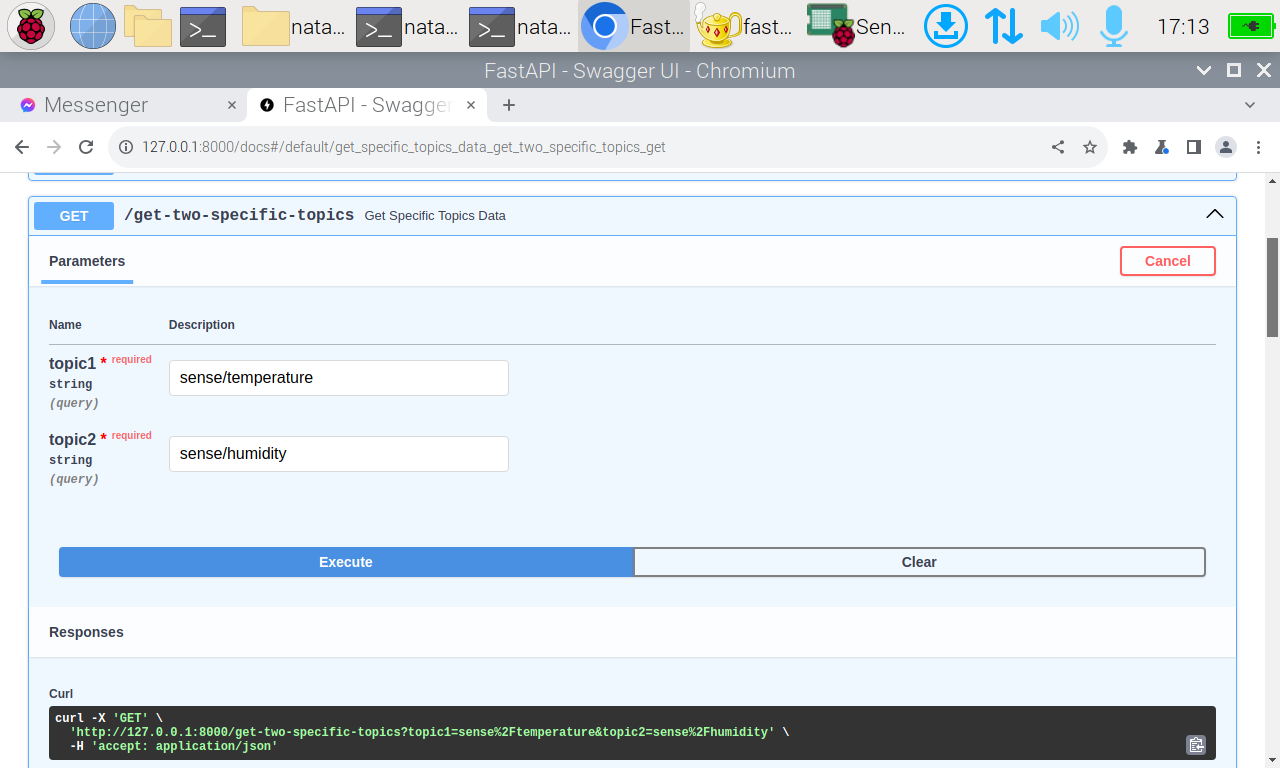 nata... nata... nata... Fast... fast... Sen... 17:13
FastAPI - Swagger UI - Chromium
Messenger FastAPI - Swagger
127.0.0.1:8000/docs#/default/get_specific_topics_data_get_two_specific_topics_get
GET /get-two-specific-topics Get Specific Topics Data
Parameters Cancel
Name Description
topic1 * required
string
(query)
sense/temperature
topic2 * required
string
(query)
sense/humidity
Execute Clear
Responses
Curl
curl -X 'GET' \
'http://127.0.0.1:8000/get-two-specific-topics?topic1=sense%2Ftemperature&topic2=sense%2Fhumidity' \
-H 'accept: application/json'